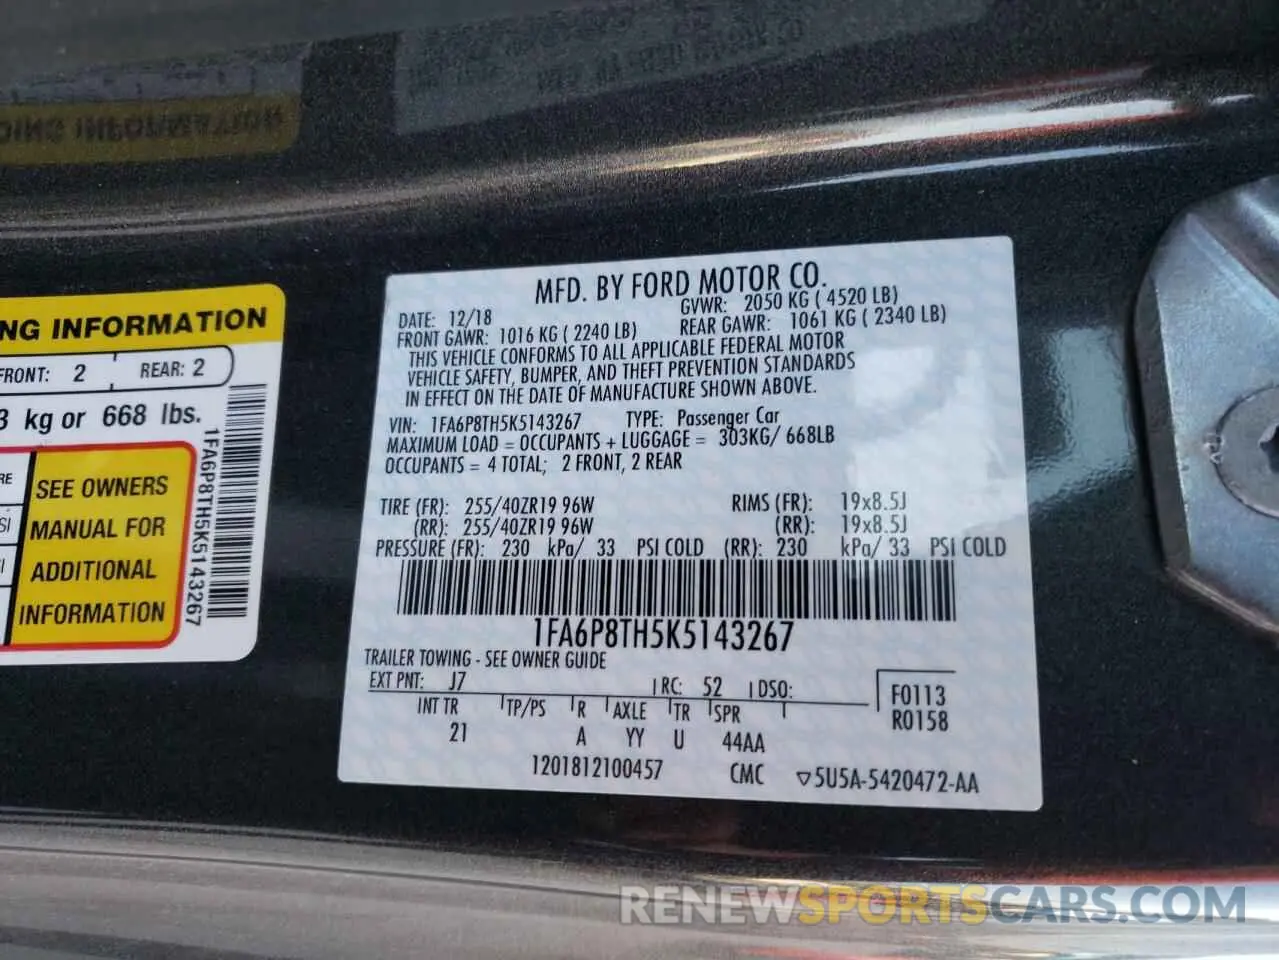 NG INFORMATION
FRONT: 2 REAR: 2
3 kg or 668 lbs.
SEE OWNERS
MANUAL FOR
ADDITIONAL
INFORMATION
1FA6P8TH5K5143267
MFD. BY FORD MOTOR CO.
DATE: 12/18 GVWR: 2050 KG ( 4520 LB)
FRONT GAWR: 1016 KG ( 2240 LB) REAR GAWR: 1061 KG ( 2340 LB)
THIS VEHICLE CONFORMS TO ALL APPLICABLE FEDERAL MOTOR
VEHICLE SAFETY, BUMPER, AND THEFT PREVENTION STANDARDS
IN EFFECT ON THE DATE OF MANUFACTURE SHOWN ABOVE.
VIN: 1FA6P8TH5K5143267 TYPE: Passenger Car
MAXIMUM LOAD = OCCUPANTS + LUGGAGE = 303KG/ 668LB
OCCUPANTS = 4 TOTAL; 2 FRONT, 2 REAR
TIRE (FR): 255/40ZR19 96W RIMS (FR): 19x8.5J
(RR): 255/40ZR19 96W (RR): 19x8.5J
PRESSURE (FR): 230 kPa/ 33 PSI COLD (RR): 230 kPa/ 33 PSI COLD
1FA6P8TH5K5143267
TRAILER TOWING - SEE OWNER GUIDE
EXT PNT: J7 RC: 52 DSO: F0113
INT TR TP/PS R AXLE TR SPR R0158
21 A YY U 44AA
1201812100457 CMC ▽5U5A-5420472-AA
RENEWSPORTSCARS.COM